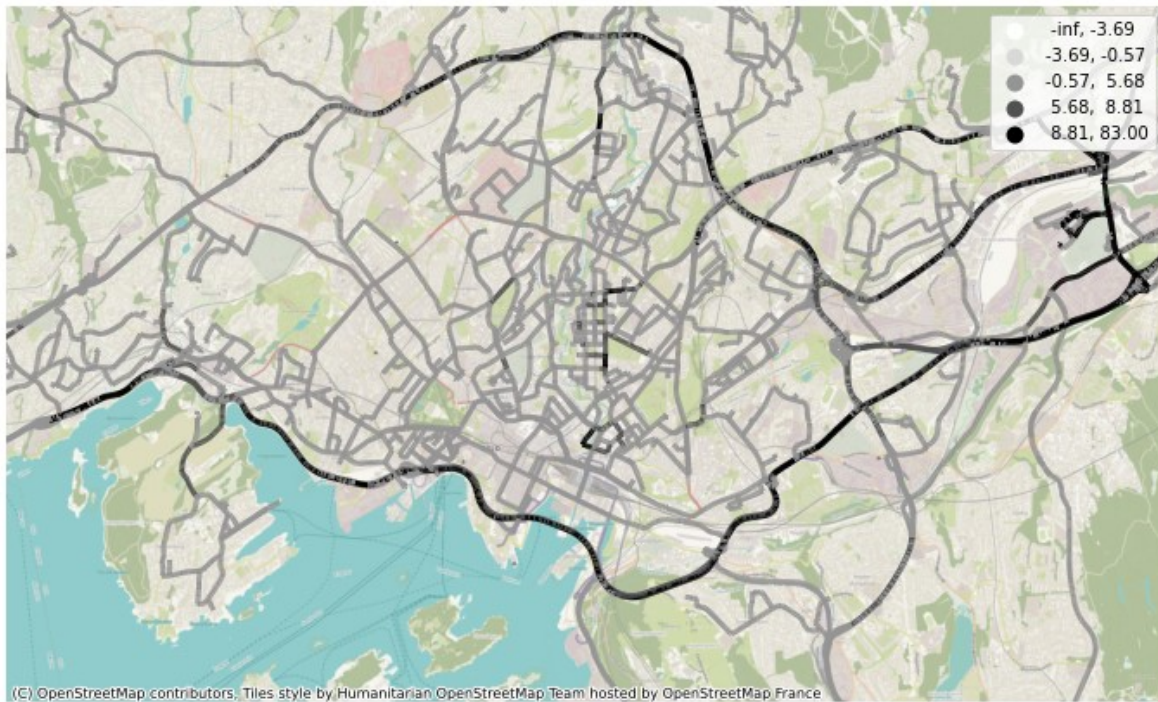 -inf, -3.69
-3.69, -0.57
-0.57, 5.68
5.68, 8.81
8.81, 83.00
(C) OpenStreetMap contributors, Tiles style by Humanitarian OpenStreetMap Team hosted by OpenStreetMap France